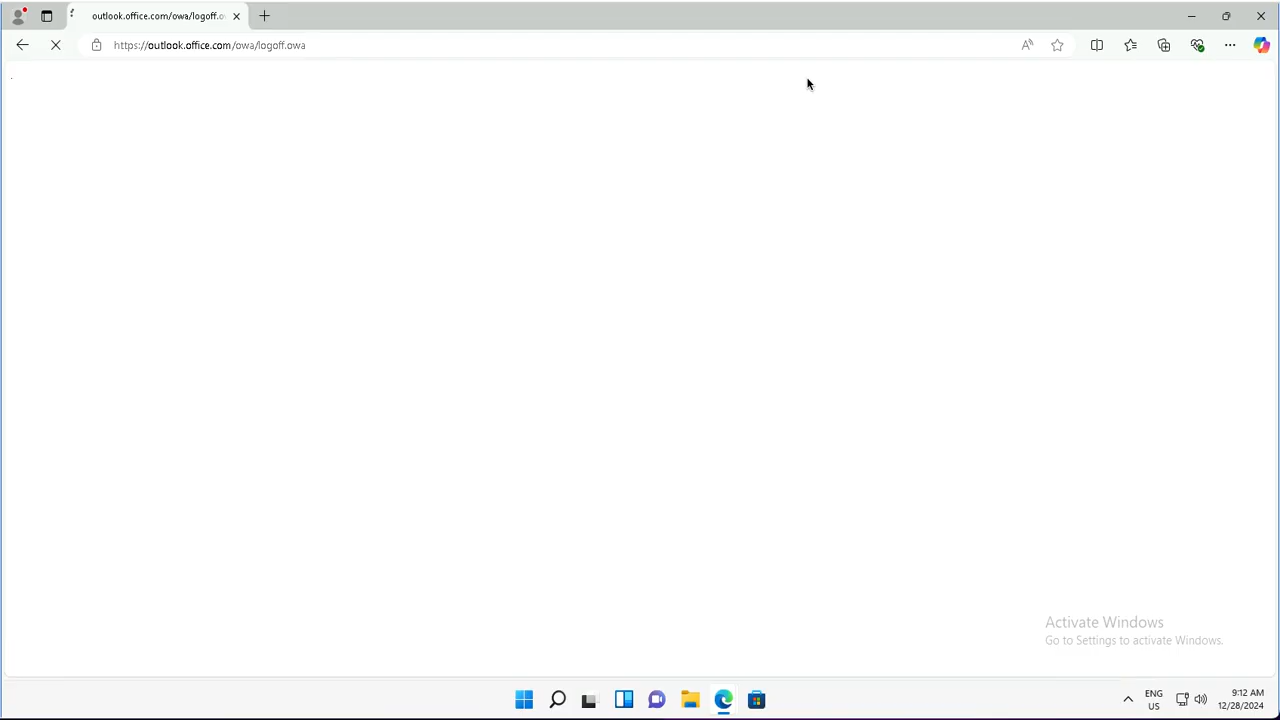 outlook.office.com/owa/logoff.o
https://outlook.office.com/owa/logoff.owa
Activate Windows
Go to Settings to activate Windows.
ENG
US
9:12 AM
12/28/2024